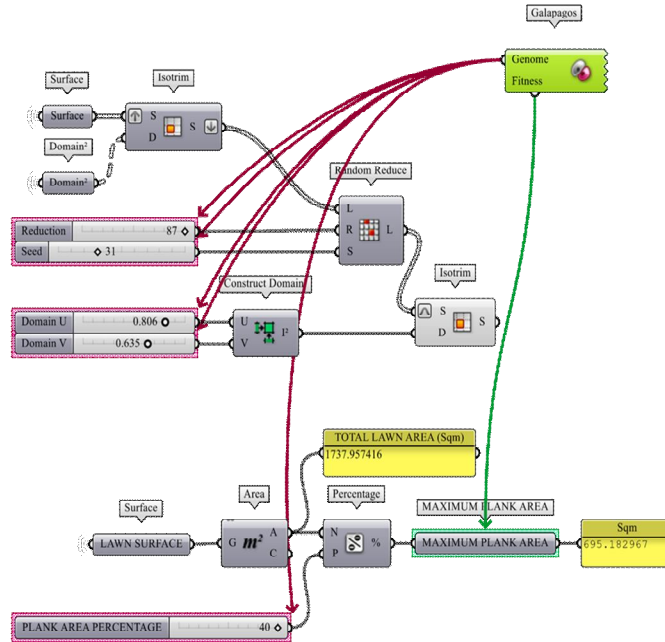 Galapagos
Genome
Fitness
Surface
Isotrim
Surface
S
D
S
Domain²
Domain²
Random Reduce
L
R
S
L
Reduction
87
Seed
31
Isotrim
S
D
S
Construct Domain
Domain U
0.806
Domain V
0.635
U
V
I²
TOTAL LAWN AREA (Sqm)
1737.957416
Surface
Area
Percentage
MAXIMUM PLANK AREA
LAWN SURFACE
G
m²
A
C
N
P
%
MAXIMUM PLANK AREA
Sqm
695.182967
PLANK AREA PERCENTAGE
40